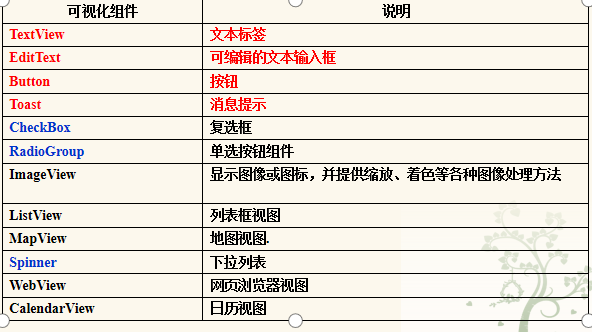 可视化组件 说明
TextView 文本标签
EditText 可编辑的文本输入框
Button 按钮
Toast 消息提示
CheckBox 复选框
RadioGroup 单选按钮组件
ImageView 显示图像或图标，并提供缩放、着色等各种图像处理方法
ListView 列表框视图
MapView 地图视图.
Spinner 下拉列表
WebView 网页浏览器视图
CalendarView 日历视图